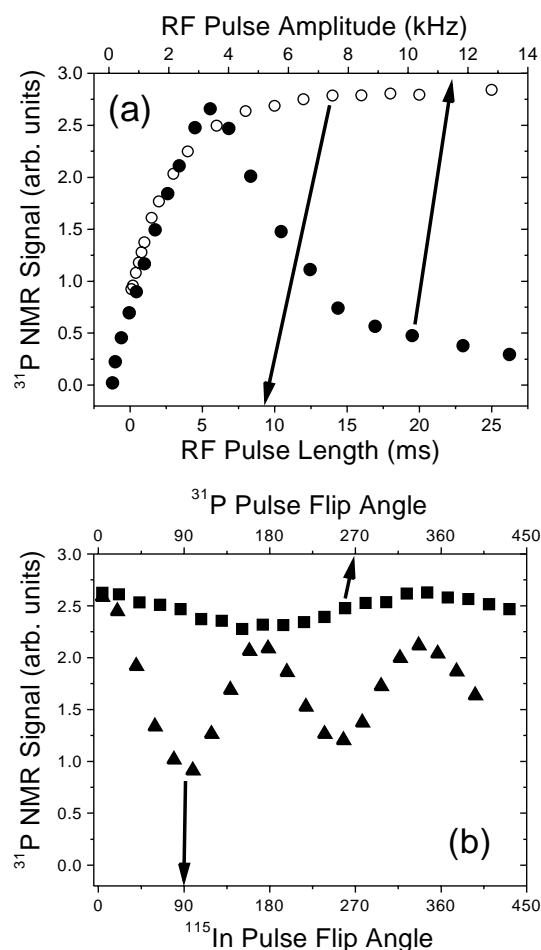 RF Pulse Amplitude (kHz)
0 2 4 6 8 10 12 14
(a)
³¹P NMR Signal (arb. units)
3.0
2.5
2.0
1.5
1.0
0.5
0.0
0 5 10 15 20 25
RF Pulse Length (ms)
³¹P Pulse Flip Angle
0 90 180 270 360 450
³¹P NMR Signal (arb. units)
3.0
2.5
2.0
1.5
1.0
0.5
0.0
(b)
0 90 180 270 360 450
¹¹⁵In Pulse Flip Angle